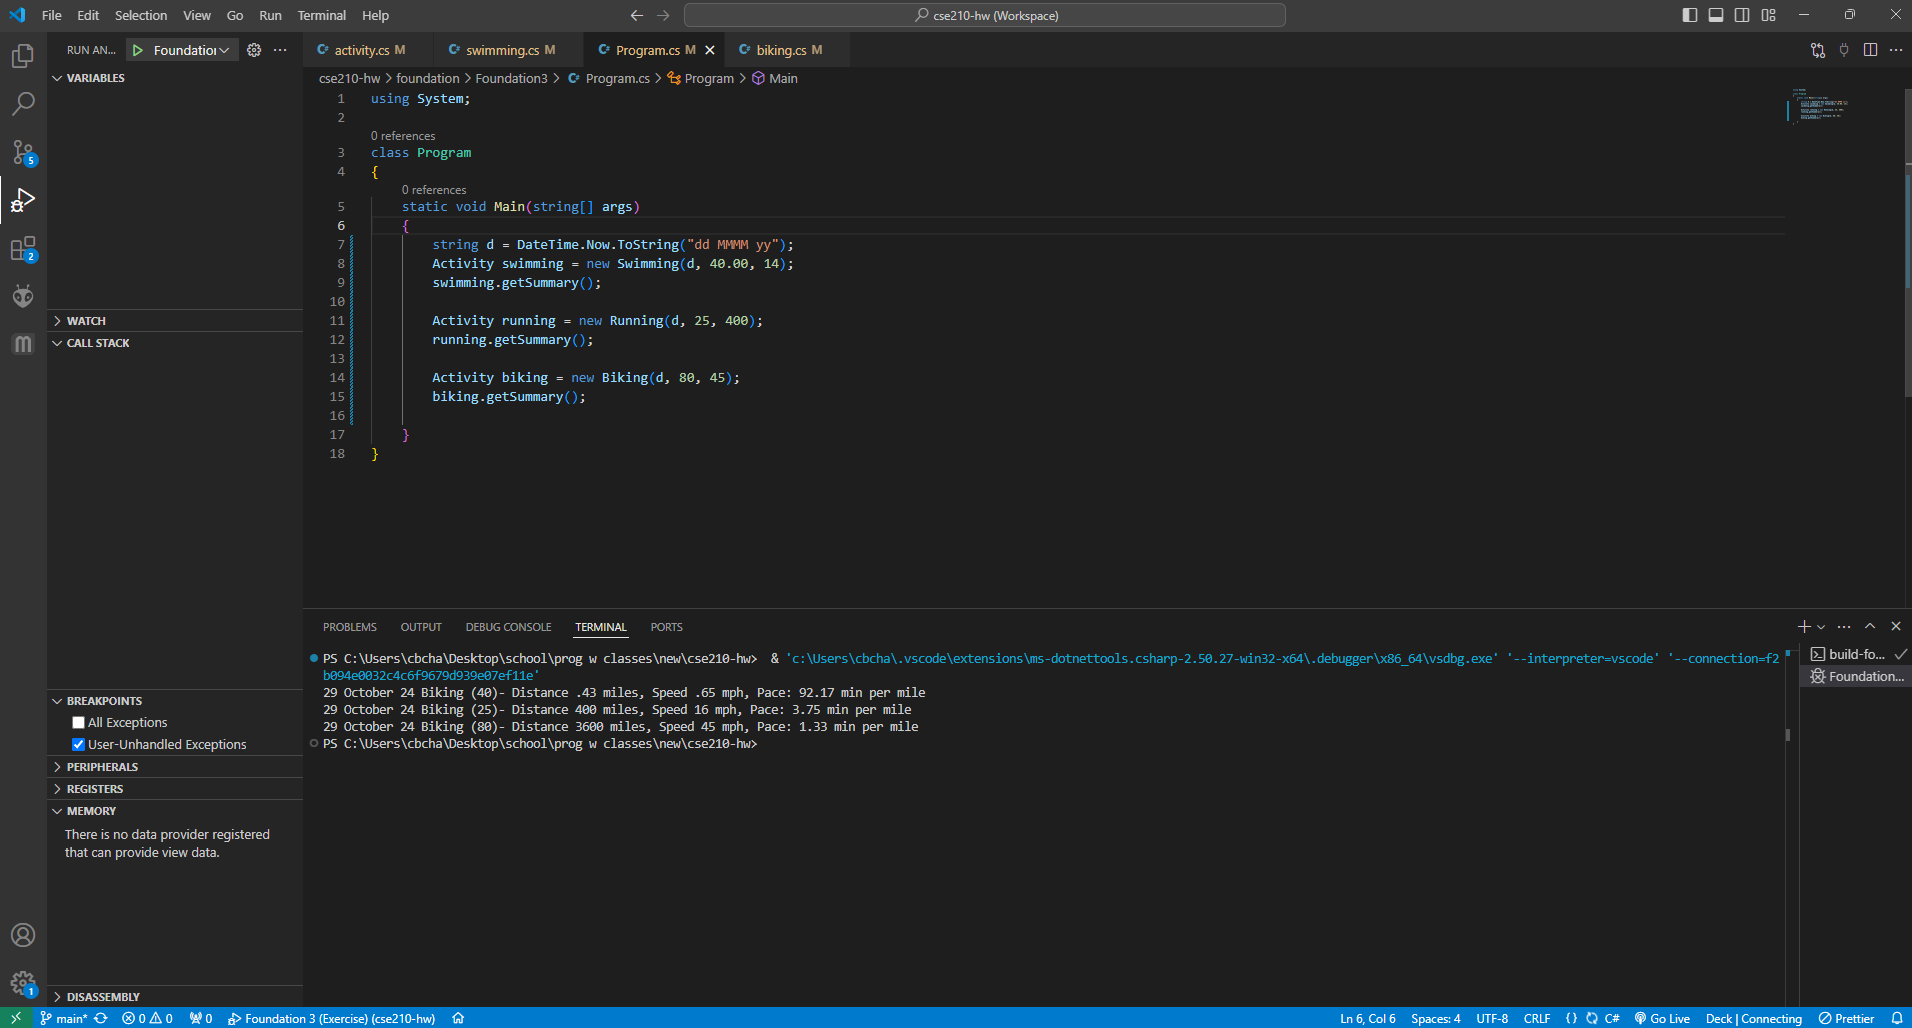 File Edit Selection View Go Run Terminal Help
cse210-hw (Workspace)
RUN AN... Foundation
activity.cs M swimming.cs M Program.cs M biking.cs M
VARIABLES
cse210-hw > foundation > Foundation3 > Program.cs > Program > Main
1 using System;
2
0 references
3 class Program
4 {
0 references
5 static void Main(string[] args)
6 {
7 string d = DateTime.Now.ToString("dd MMMM yy");
8 Activity swimming = new Swimming(d, 40.00, 14);
9 swimming.getSummary();
10
11 Activity running = new Running(d, 25, 400);
12 running.getSummary();
13
14 Activity biking = new Biking(d, 80, 45);
15 biking.getSummary();
16
17 }
18 }
5
2
1
WATCH
CALL STACK
BREAKPOINTS
All Exceptions
User-Unhandled Exceptions
PERIPHERALS
REGISTERS
MEMORY
There is no data provider registered
that can provide view data.
DISASSEMBLY
PROBLEMS OUTPUT DEBUG CONSOLE TERMINAL PORTS
PS C:\Users\cbcha\Desktop\school\prog w classes\new\cse210-hw> & 'c:\Users\cbcha\.vscode\extensions\ms-dotnettools.csharp-2.50.27-win32-x64\.debugger\x86_64\vsdbg.exe' '--interpreter=vscode' '--connection=f2
b094e0032c4c6f9679d939e07ef11e'
29 October 24 Biking (40)- Distance .43 miles, Speed .65 mph, Pace: 92.17 min per mile
29 October 24 Biking (25)- Distance 400 miles, Speed 16 mph, Pace: 3.75 min per mile
29 October 24 Biking (80)- Distance 3600 miles, Speed 45 mph, Pace: 1.33 min per mile
PS C:\Users\cbcha\Desktop\school\prog w classes\new\cse210-hw>
build-fo...
Foundation...
main* 0 0 0 Foundation 3 (Exercise) (cse210-hw) Ln 6, Col 6 Spaces: 4 UTF-8 CRLF {} C# Go Live Deck | Connecting Prettier